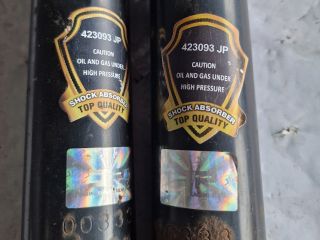 423093 JP
CAUTION
OIL AND GAS UNDER
HIGH PRESSURE
SHOCK ABSORBER
TOP QUALITY
423093 JP
CAUTION
OIL AND GAS UNDER
HIGH PRESSURE
SHOCK ABSORBER
TOP QUALITY